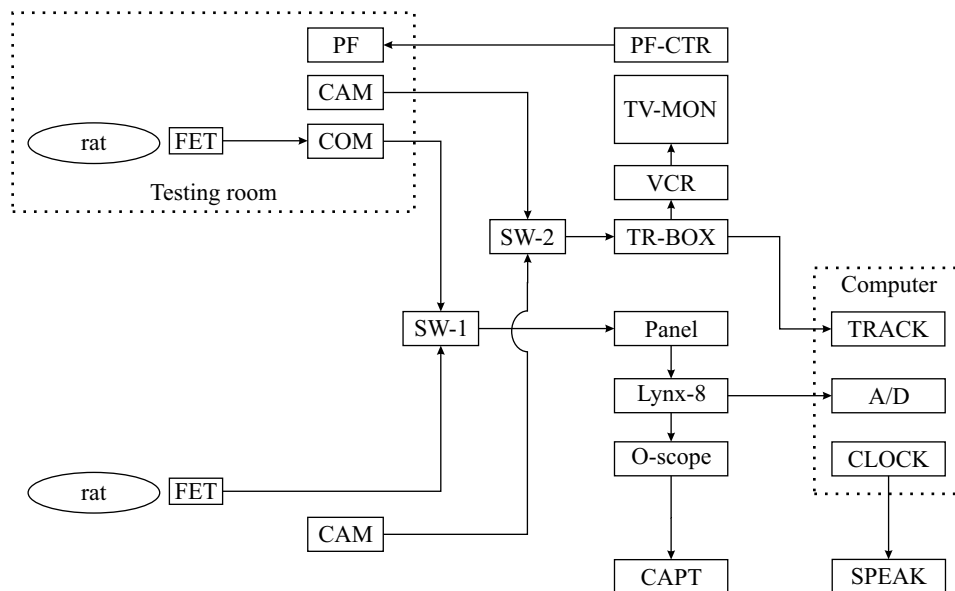 PF
PF-CTR
CAM
TV-MON
rat
FET
COM
Testing room
VCR
SW-2
TR-BOX
Computer
SW-1
Panel
TRACK
Lynx-8
A/D
O-scope
CLOCK
rat
FET
CAM
CAPT
SPEAK